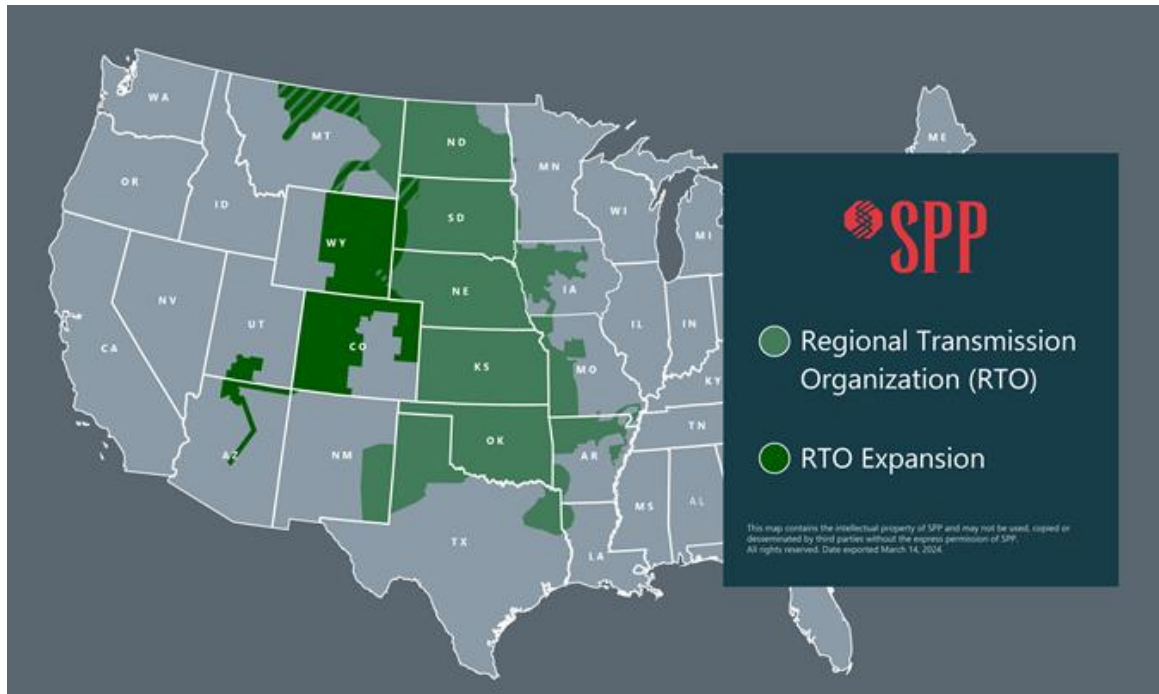 WA
MT
ND
MN
ME
OR
ID
SD
WI
MI
WY
NE
IA
NV
UT
CO
IL
IN
CA
KS
MO
KY
AZ
NM
OK
AR
TN
TX
LA
MS
AL
SPP
Regional Transmission
Organization (RTO)
RTO Expansion
This map contains the intellectual property of SPP and may not be used, copied or
desseminated by third parties without the express permission of SPP.
All rights reserved. Date exported March 14, 2024.